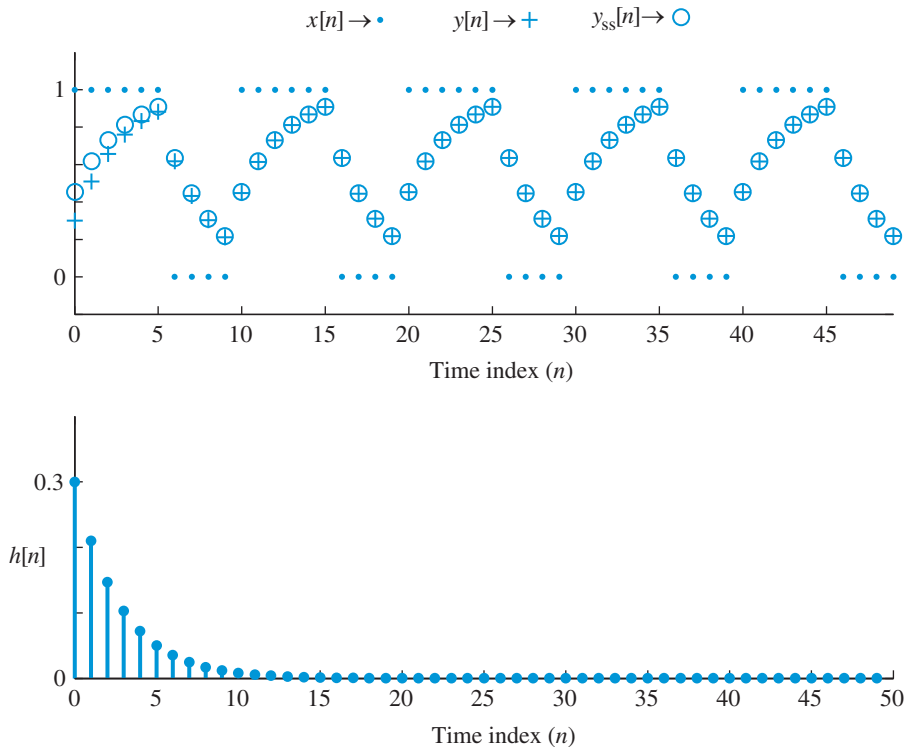 x[n] → • y[n] → + y_ss[n] → ○
1
0
0 5 10 15 20 25 30 35 40 45
Time index (n)
0.3
h[n]
0
0 5 10 15 20 25 30 35 40 45 50
Time index (n)